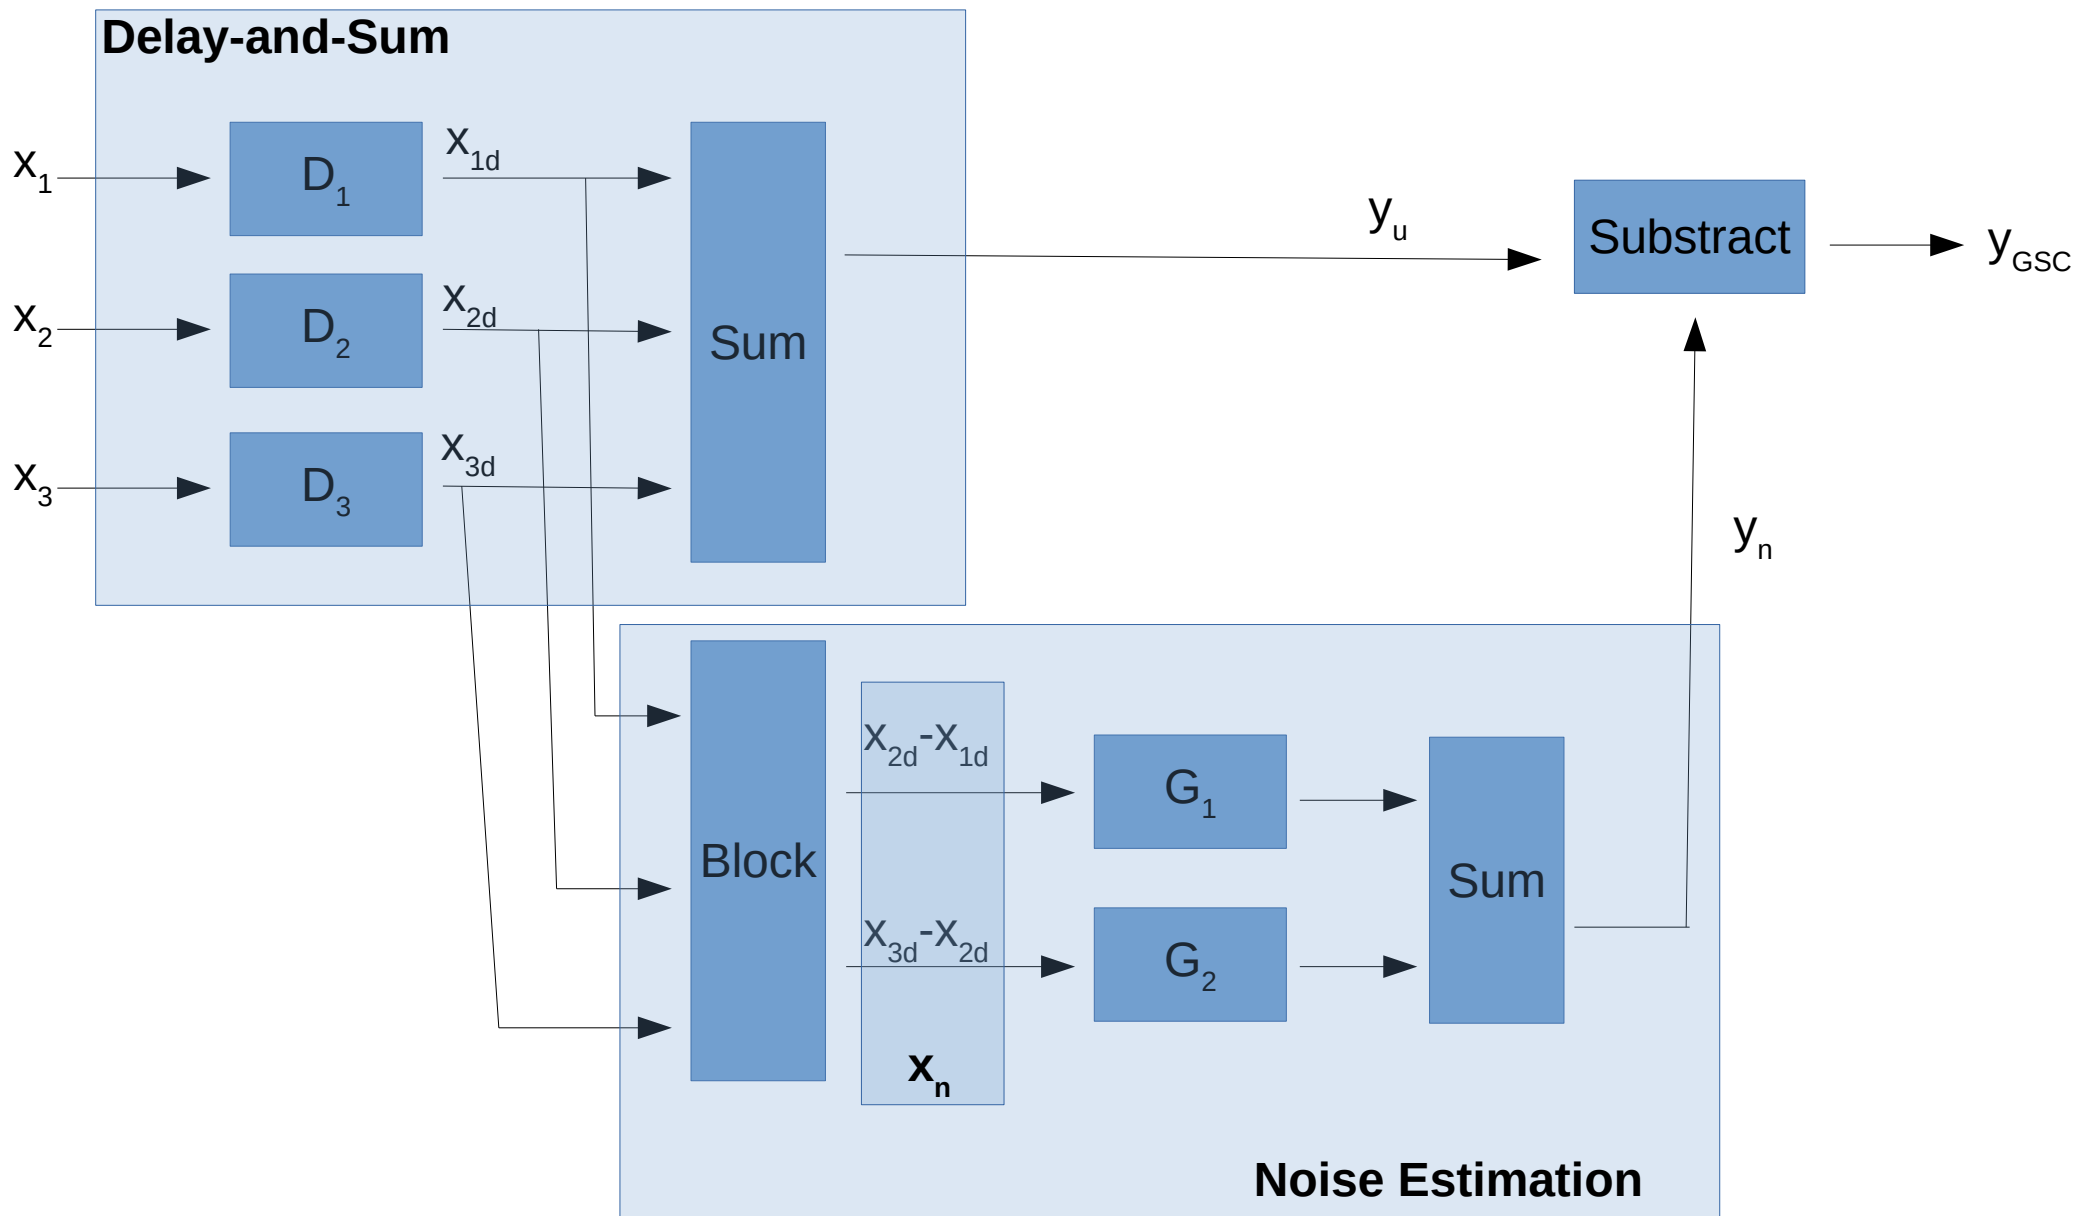 Delay-and-Sum
x1
D1
x1d
x2
D2
x2d
x3
D3
x3d
Sum
yu
Substract
yGSC
yn
Block
x2d-x1d
x3d-x2d
xn
G1
G2
Sum
Noise Estimation